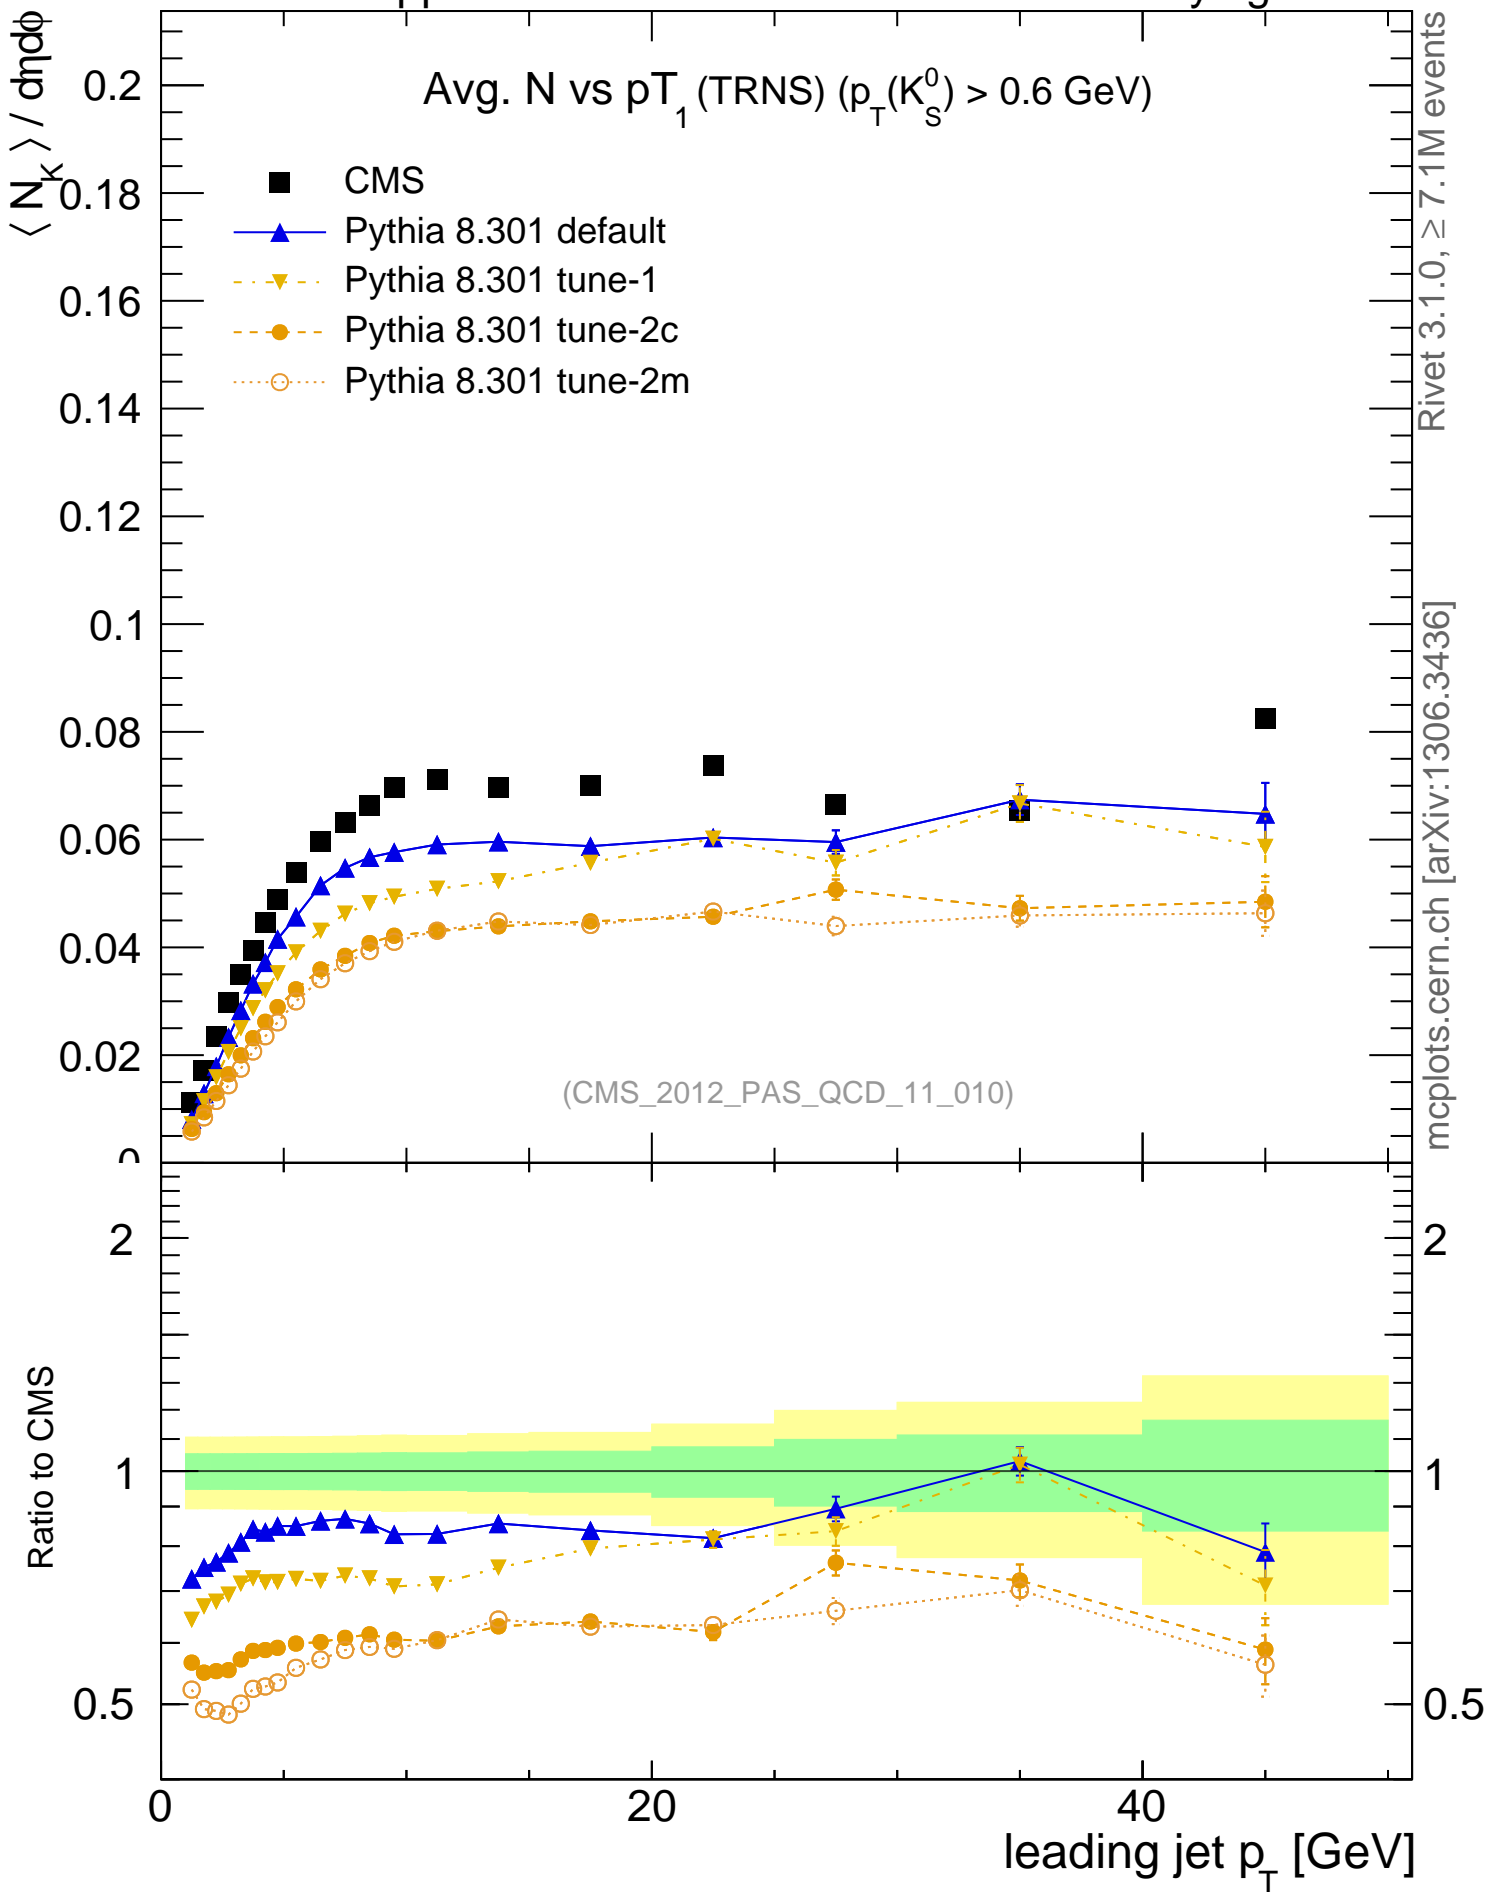 Avg. N vs pT1 (TRNS) (pT(K0S) > 0.6 GeV)
⟨ NK ⟩ / dηdϕ
CMS
Pythia 8.301 default
Pythia 8.301 tune-1
Pythia 8.301 tune-2c
Pythia 8.301 tune-2m
0.2
0.18
0.16
0.14
0.12
0.1
0.08
0.06
0.04
0.02
0
(CMS_2012_PAS_QCD_11_010)
Rivet 3.1.0, ≥ 7.1M events
mcplots.cern.ch [arXiv:1306.3436]
Ratio to CMS
2
1
0.5
2
1
0.5
0
20
40
leading jet pT [GeV]